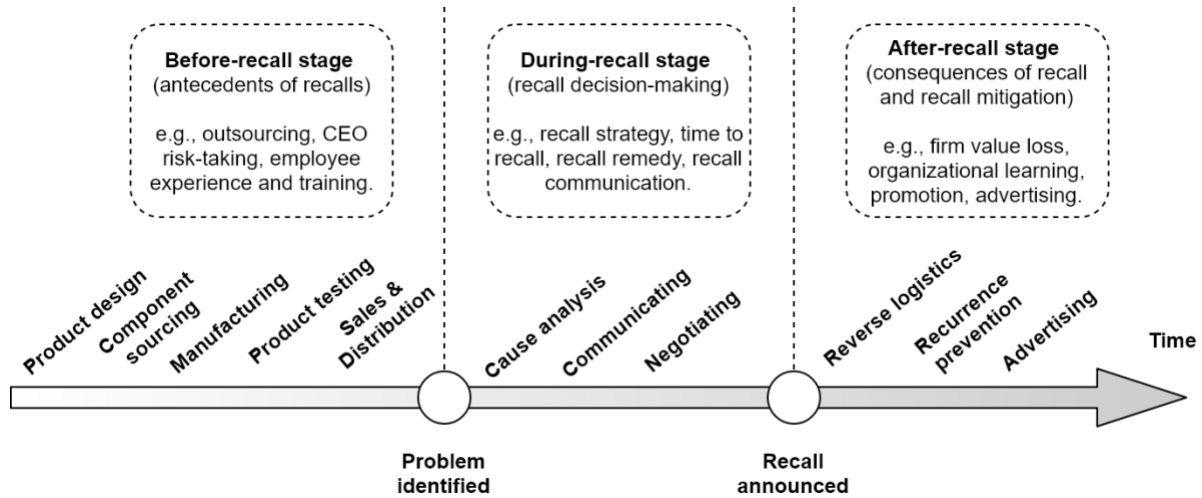 Before-recall stage
(antecedents of recalls)
e.g., outsourcing, CEO
risk-taking, employee
experience and training.
During-recall stage
(recall decision-making)
e.g., recall strategy, time to
recall, recall remedy, recall
communication.
After-recall stage
(consequences of recall
and recall mitigation)
e.g., firm value loss,
organizational learning,
promotion, advertising.
Product design
Component
sourcing
Manufacturing
Product testing
Sales &
Distribution
Cause analysis
Communicating
Negotiating
Reverse logistics
Recurrence
prevention
Advertising
Time
Problem
identified
Recall
announced